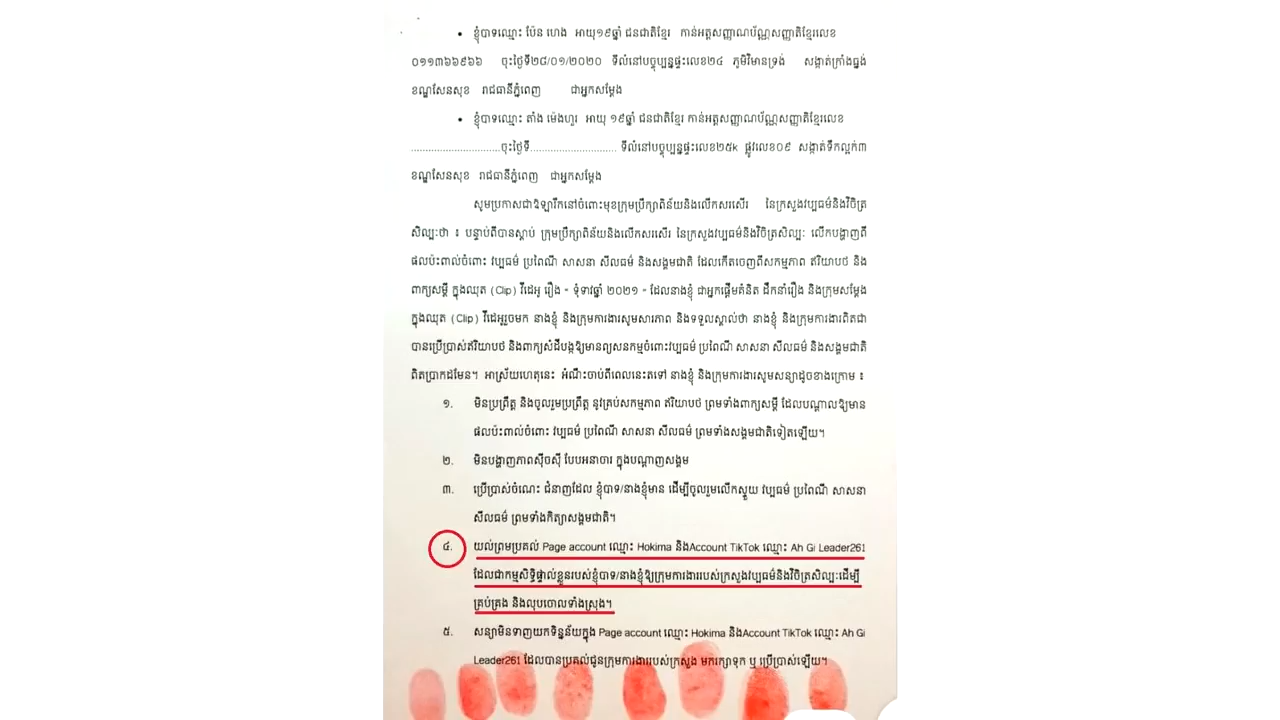 • ខ្ញុំបាទឈ្មោះ ប៉ែន ហេង អាយុ១៩ឆ្នាំ ជនជាតិខ្មែរ កាន់អត្តសញ្ញាណប័ណ្ណសញ្ញាតិខ្មែរលេខ
០១១៣៦៦៩៦៦ ចុះថ្ងៃទី២៨/០១/២០២០ ទីលំនៅបច្ចុប្បន្នផ្ទះលេខ២៤ ភូមិវិមានទ្រង់ សង្កាត់ក្រាំងធ្នង់
ខណ្ឌសែនសុខ រាជធានីភ្នំពេញ ជាអ្នកសម្តែង
• ខ្ញុំបាទឈ្មោះ តាំង ម៉េងហួរ អាយុ ១៩ឆ្នាំ ជនជាតិខ្មែរ កាន់អត្តសញ្ញាណប័ណ្ណសញ្ញាតិខ្មែរលេខ
...............................ចុះថ្ងៃទី.............................. ទីលំនៅបច្ចុប្បន្នផ្ទះលេខ២៥k ផ្លូវលេខ០៩ សង្កាត់ទឹកល្អក់៣
ខណ្ឌសែនសុខ រាជធានីភ្នំពេញ ជាអ្នកសម្តែង
សូមប្រកាសជាឱឡារឹកនៅចំពោះមុខក្រុមប្រឹក្សាពិន័យនិងលើកសរសើរ នៃក្រសួងវប្បធម៌និងវិចិត្រ
សិល្បៈថា ៖ បន្ទាប់ពីបានស្តាប់ ក្រុមប្រឹក្សាពិន័យនិងលើកសរសើរ នៃក្រសួងវប្បធម៌និងវិចិត្រសិល្បៈ លើកបង្ហាញពី
ផលប៉ះពាល់ចំពោះ វប្បធម៌ ប្រពៃណី សាសនា សីលធម៌ និងសង្គមជាតិ ដែលកើតចេញពីសកម្មភាព ឥរិយាបថ និង
ពាក្យសម្តី ក្នុងឈុត (Clip) វីដេអូ រឿង “ ទុំទាវឆ្នាំ ២០២១ ” ដែលនាងខ្ញុំ ជាអ្នកផ្តើមគំនិត ដឹកនាំរឿង និងក្រុមសម្តែង
ក្នុងឈុត (Clip) វីដេអូរួចមក នាងខ្ញុំ និងក្រុមការងារសូមសារភាព និងទទួលស្គាល់ថា នាងខ្ញុំ និងក្រុមការងារពិតជា
បានប្រើប្រាស់ឥរិយាបថ និងពាក្យសំដីបង្កឱ្យមានព្យសនកម្មចំពោះវប្បធម៌ ប្រពៃណី សាសនា សីលធម៌ និងសង្គមជាតិ
ពិតប្រាកដមែន។ អាស្រ័យហេតុនេះ អំណឹះចាប់ពីពេលនេះតទៅ នាងខ្ញុំ និងក្រុមការងារសូមសន្យាដូចខាងក្រោម ៖
១. មិនប្រព្រឹត្ត និងចូលរួមប្រព្រឹត្ត នូវគ្រប់សកម្មភាព ឥរិយាបថ ព្រមទាំងពាក្យសម្តី ដែលបណ្តាលឱ្យមាន
ផលប៉ះពាល់ចំពោះ វប្បធម៌ ប្រពៃណី សាសនា សីលធម៌ ព្រមទាំងសង្គមជាតិទៀតឡើយ។
២. មិនបង្ហាញភាពស៊ិចស៊ី បែបអនាចារ ក្នុងបណ្តាញសង្គម
៣. ប្រើប្រាស់ចំណេះ ជំនាញដែល ខ្ញុំបាទ/នាងខ្ញុំមាន ដើម្បីចូលរួមលើកស្ទួយ វប្បធម៌ ប្រពៃណី សាសនា
សីលធម៌ ព្រមទាំងកិត្យាសង្គមជាតិ។
៤. យល់ព្រមប្រគល់ Page account ឈ្មោះ Hokima និងAccount TikTok ឈ្មោះ Ah Gi Leader261
ដែលជាកម្មសិទ្ធិផ្ទាល់ខ្លួនរបស់ខ្ញុំបាទ/នាងខ្ញុំឱ្យក្រុមការងាររបស់ក្រសួងវប្បធម៌និងវិចិត្រសិល្បៈដើម្បី
គ្រប់គ្រង និងលុបចោលទាំងស្រុង។
៥. សន្យាមិនទាញយកទិន្នន័យក្នុង Page account ឈ្មោះ Hokima និងAccount TikTok ឈ្មោះ Ah Gi
Leader261 ដែលបានប្រគល់ជូនក្រុមការងាររបស់ក្រសួង មករក្សាទុក ឬ ប្រើប្រាស់ឡើយ។